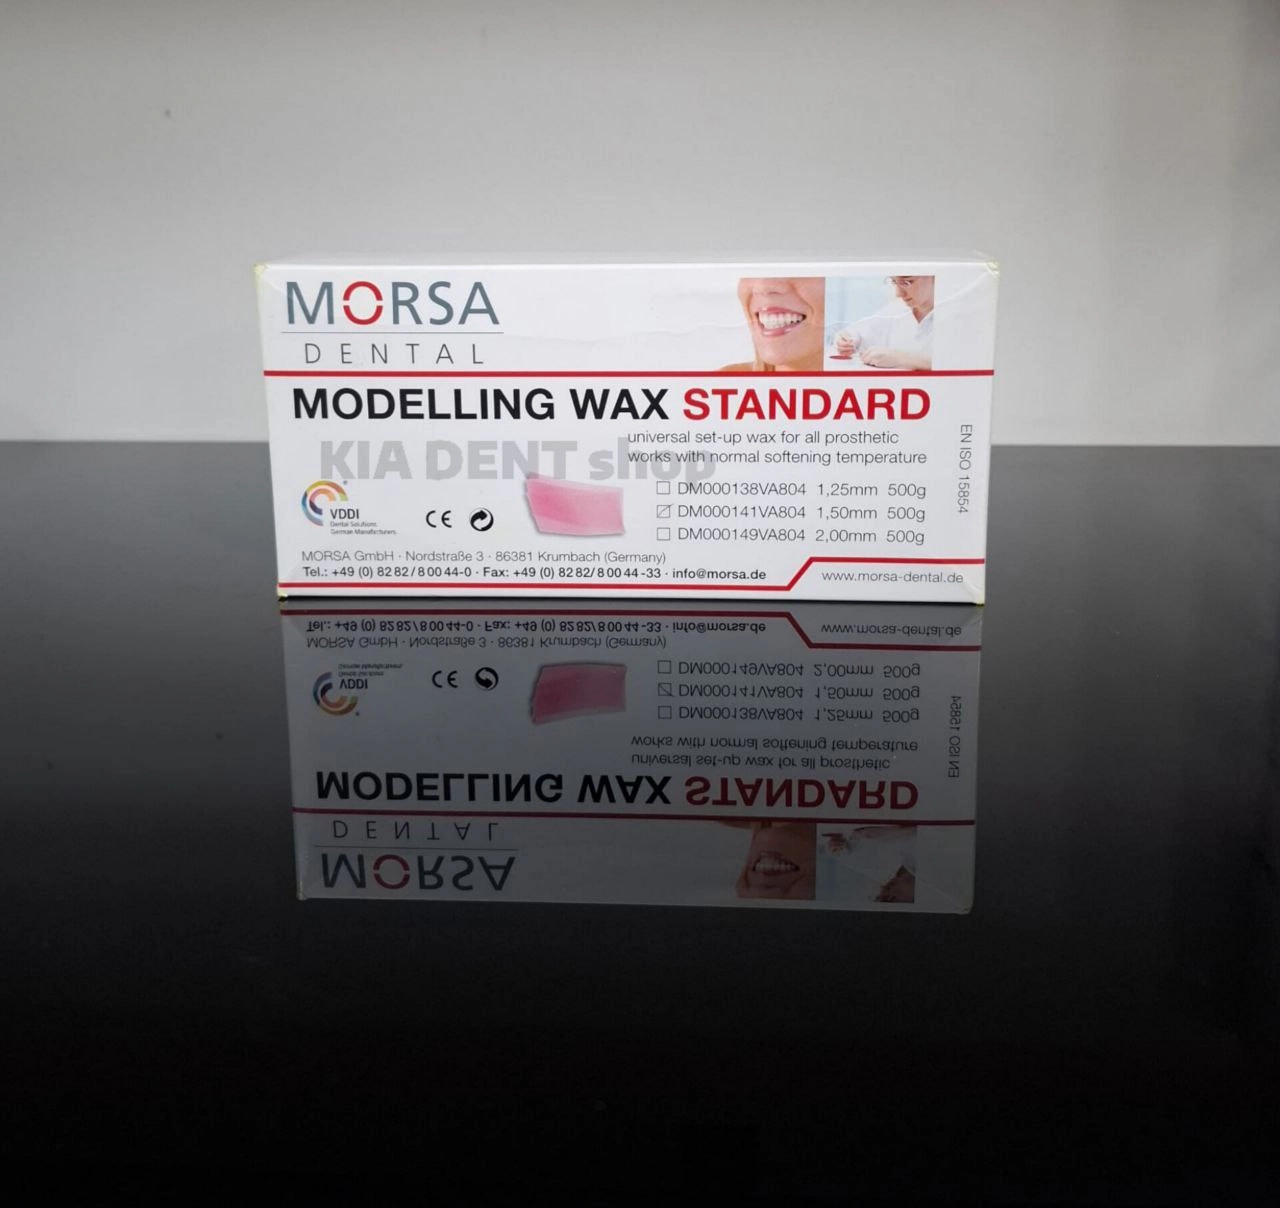 MORSA
DENTAL
MODELLING WAX STANDARD
universal set-up wax for all prosthetic
works with normal softening temperature
KIA DENT shop
DM000138VA804 1,25mm 500g
DM000141VA804 1,50mm 500g
DM000149VA804 2,00mm 500g
EN ISO 15854
VDDI
Dental Solutions
German Manufacturers
CE
MORSA GmbH · Nordstraße 3 · 86381 Krumbach (Germany)
Tel.: +49 (0) 82 82 / 8 00 44-0 · Fax: +49 (0) 82 82/ 8 00 44 -33 · info@morsa.de
www.morsa-dental.de